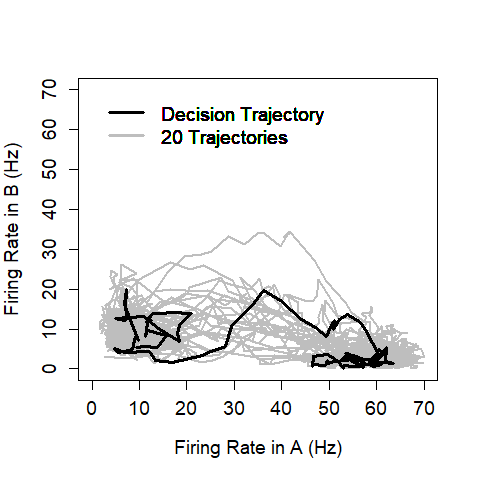 Decision Trajectory
20 Trajectories
Firing Rate in B (Hz)
70
60
50
40
30
20
10
0
0 10 20 30 40 50 60 70
Firing Rate in A (Hz)